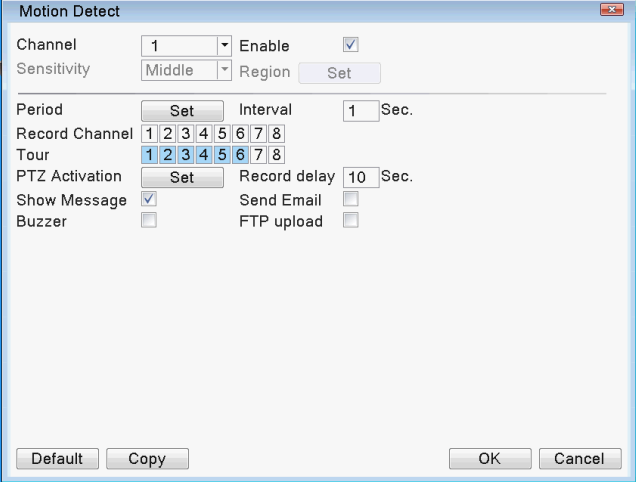 Motion Detect
Channel 1 Enable
Sensitivity Middle Region Set
Period Set Interval 1 Sec.
Record Channel 1 2 3 4 5 6 7 8
Tour 1 2 3 4 5 6 7 8
PTZ Activation Set Record delay 10 Sec.
Show Message Send Email
Buzzer FTP upload
Default Copy OK Cancel